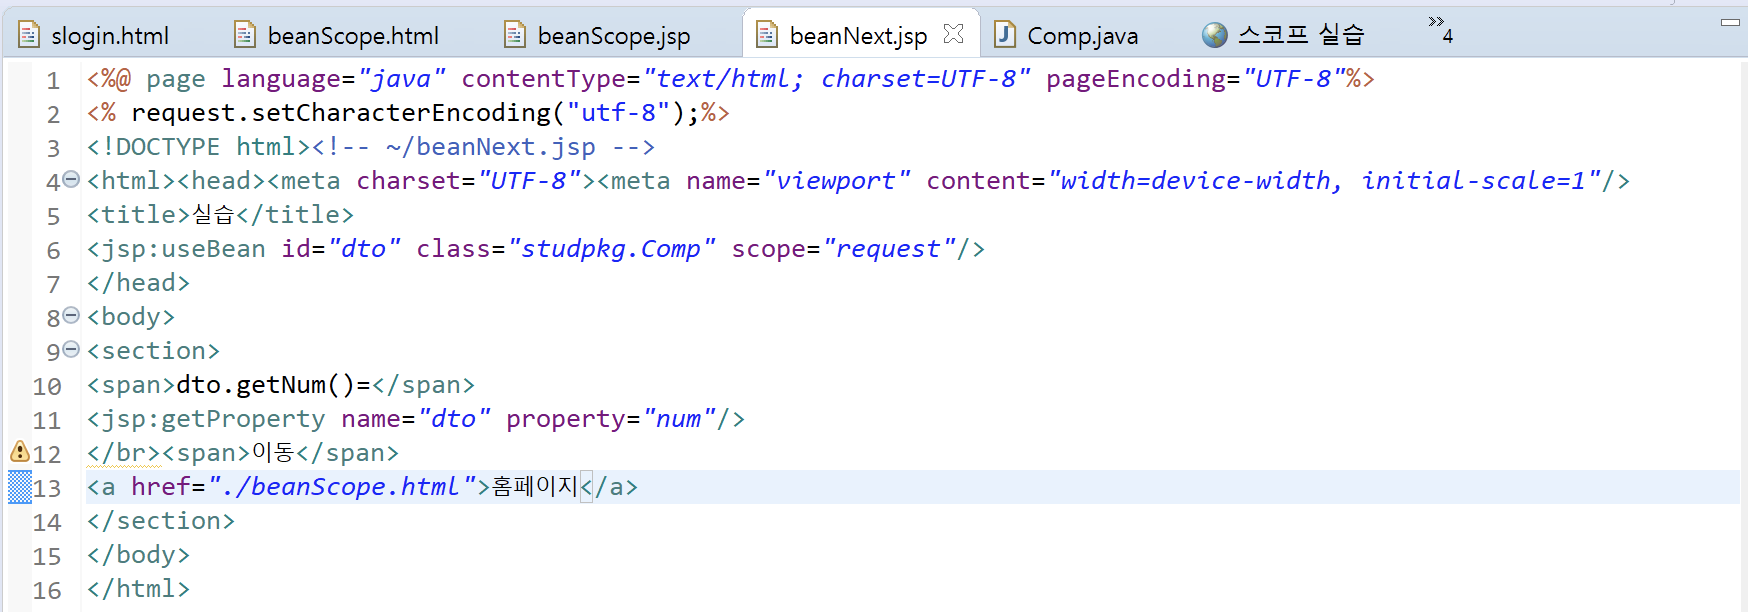 slogin.html beanScope.html beanScope.jsp beanNext.jsp Comp.java 스코프 실습 »4
1 <%@ page language="java" contentType="text/html; charset=UTF-8" pageEncoding="UTF-8"%>
2 <% request.setCharacterEncoding("utf-8");%>
3 <!DOCTYPE html><!-- ~/beanNext.jsp -->
4 <html><head><meta charset="UTF-8"><meta name="viewport" content="width=device-width, initial-scale=1"/>
5 <title>실습</title>
6 <jsp:useBean id="dto" class="studpkg.Comp" scope="request"/>
7 </head>
8 <body>
9 <section>
10 <span>dto.getNum()=</span>
11 <jsp:getProperty name="dto" property="num"/>
12 </br><span>이동</span>
13 <a href="./beanScope.html">홈페이지</a>
14 </section>
15 </body>
16 </html>